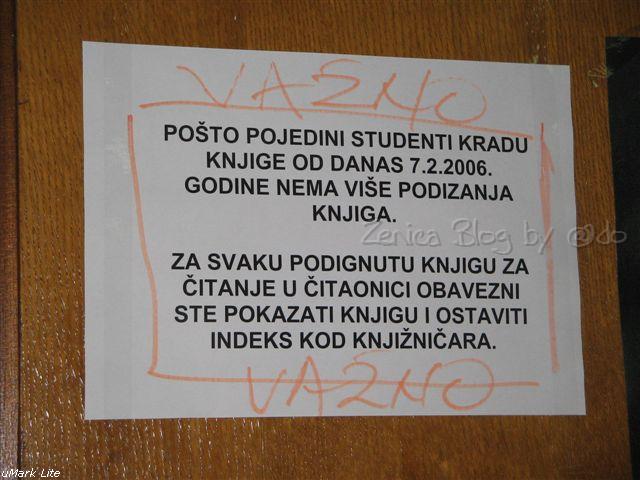 VAŽNO
POŠTO POJEDINI STUDENTI KRADU
KNJIGE OD DANAS 7.2.2006.
GODINE NEMA VIŠE PODIZANJA
KNJIGA.
Zenica Blog by @do
ZA SVAKU PODIGNUTU KNJIGU ZA
ČITANJE U ČITAONICI OBAVEZNI
STE POKAZATI KNJIGU I OSTAVITI
INDEKS KOD KNJIŽNIČARA.
VAŽNO
uMark Lite